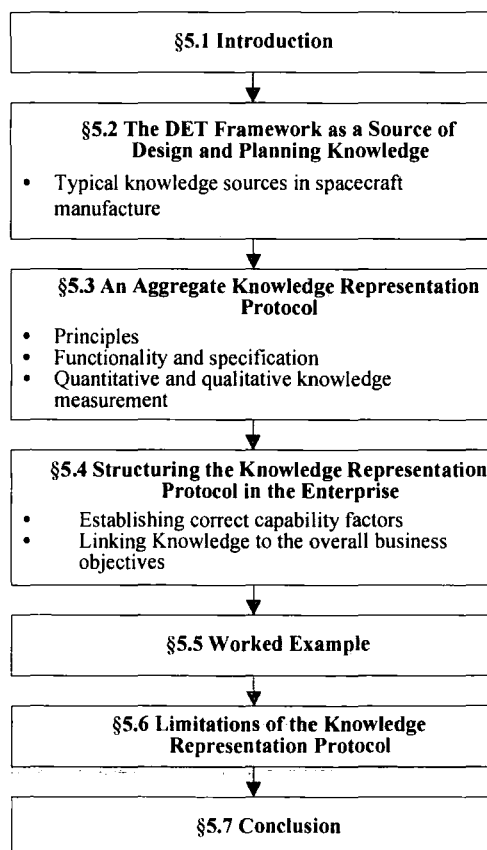 §5.1 Introduction
§5.2 The DET Framework as a Source of
Design and Planning Knowledge
• Typical knowledge sources in spacecraft
manufacture
§5.3 An Aggregate Knowledge Representation
Protocol
• Principles
• Functionality and specification
• Quantitative and qualitative knowledge
measurement
§5.4 Structuring the Knowledge Representation
Protocol in the Enterprise
• Establishing correct capability factors
• Linking Knowledge to the overall business
objectives
§5.5 Worked Example
§5.6 Limitations of the Knowledge
Representation Protocol
§5.7 Conclusion